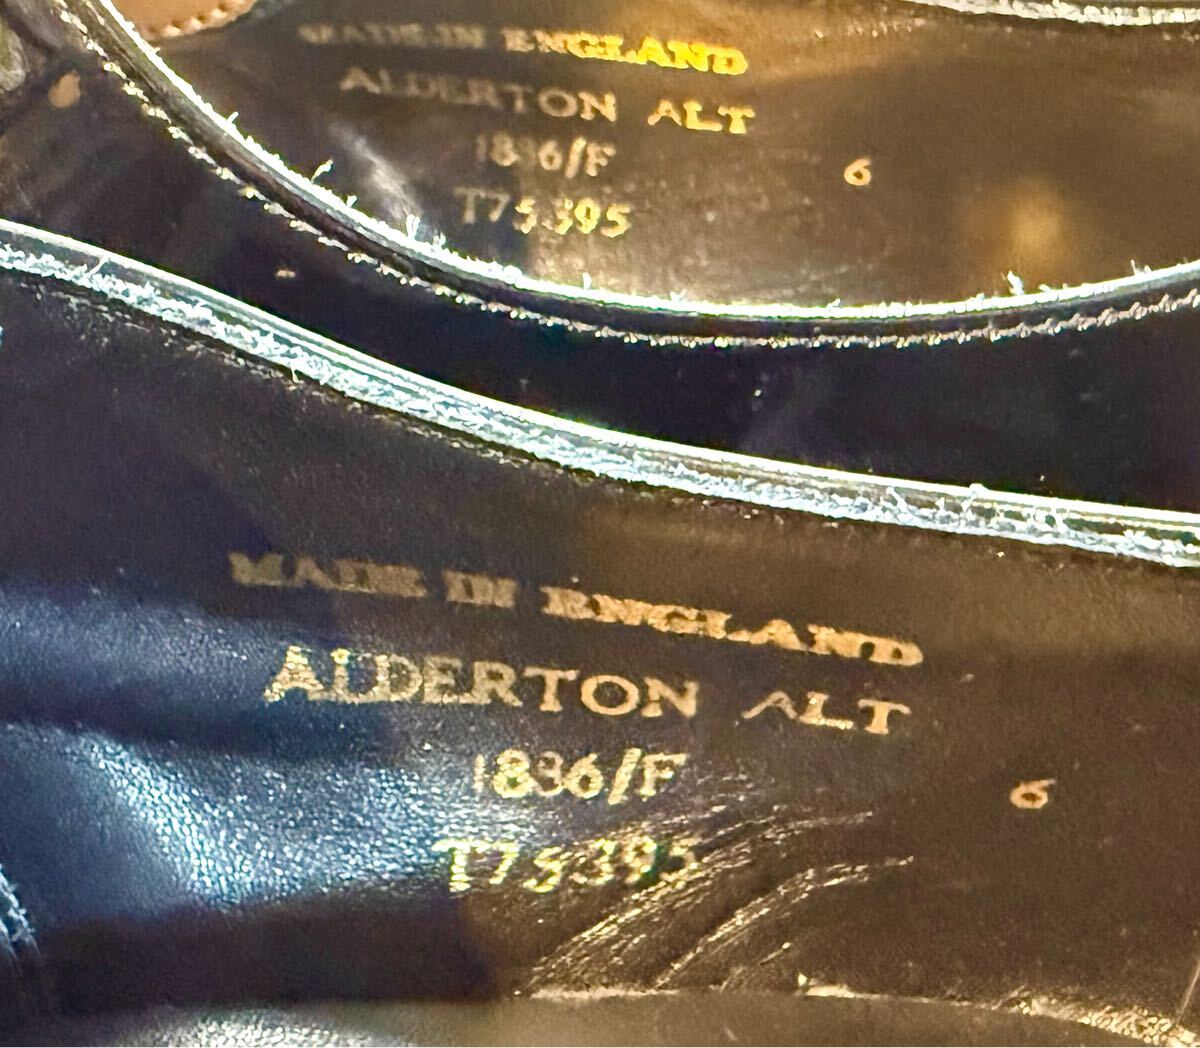 MADE IN ENGLAND
ALDERTON ALT
1836/F 6
T75395
MADE IN ENGLAND
ALDERTON ALT
1836/F 6
T75395